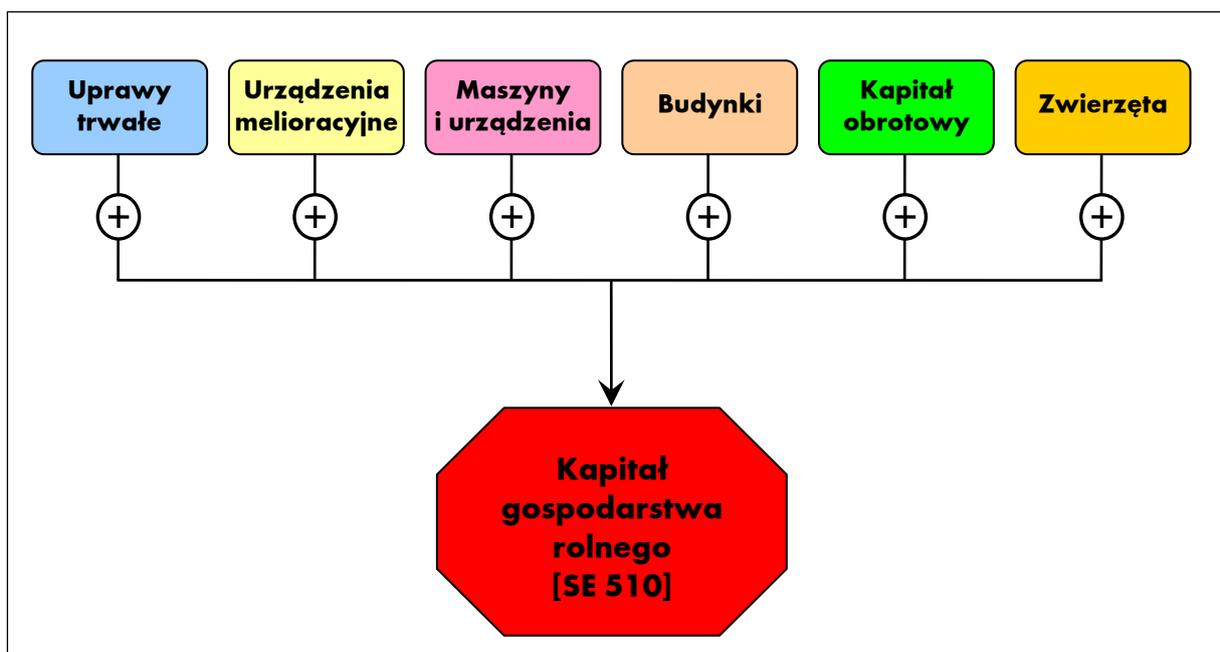 Uprawy
trwałe
Urządzenia
melioracyjne
Maszyny
i urządzenia
Budynki
Kapitał
obrotowy
Zwierzęta
+
+
+
+
+
+
Kapitał
gospodarstwa
rolnego
[SE 510]